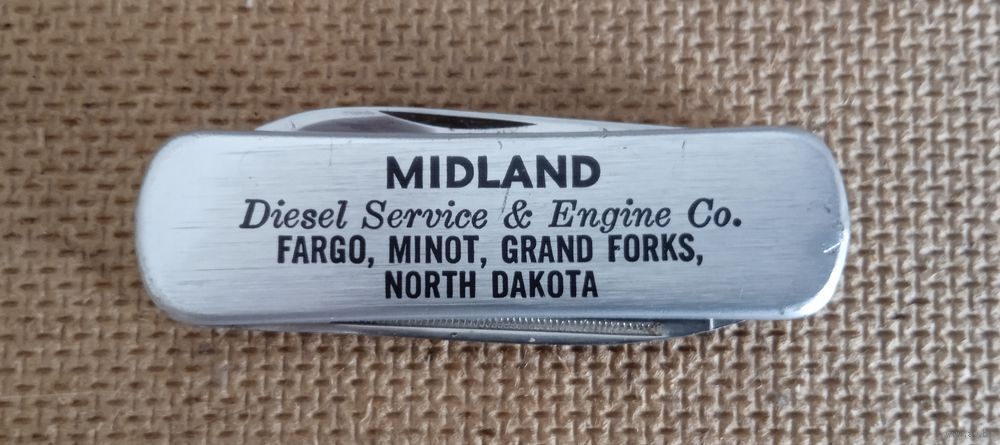 MIDLAND
Diesel Service & Engine Co.
FARGO, MINOT, GRAND FORKS,
NORTH DAKOTA